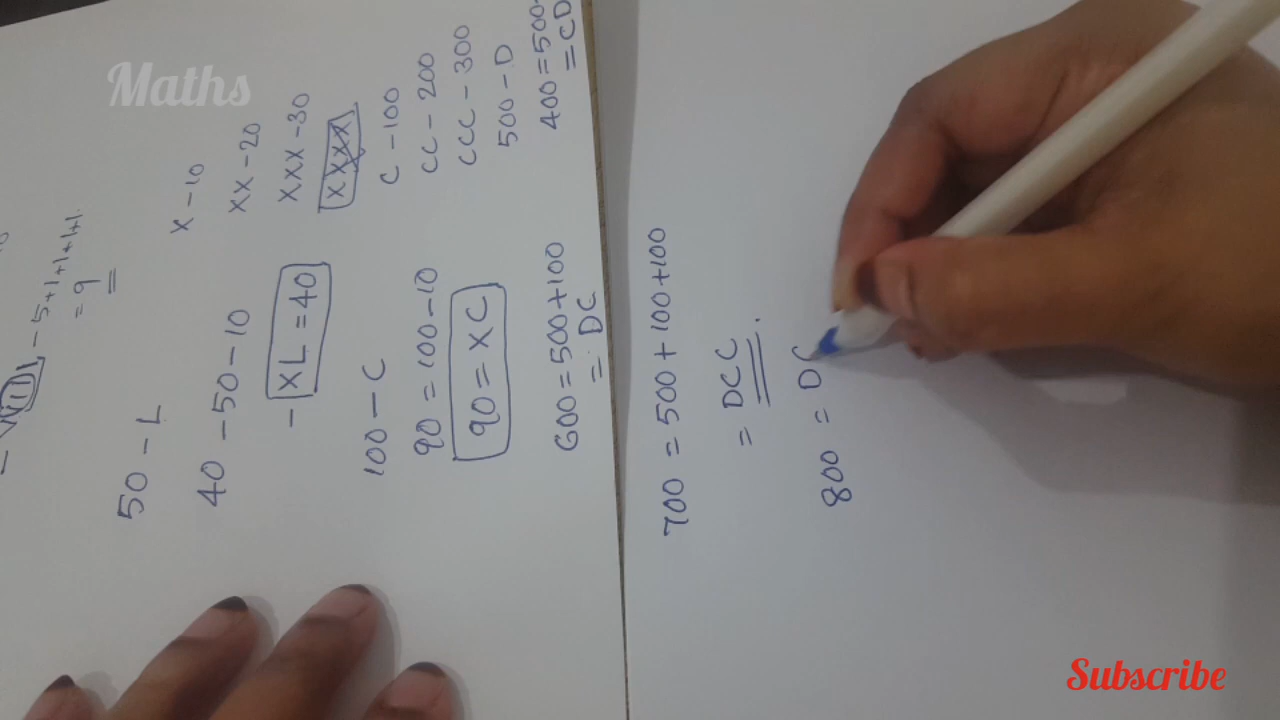 Maths
- VIIII - 5+1+1+1+1
= 9
50 - L
40 - 50 - 10
- XL = 40
100 - C
90 = 100 - 10
90 = XC
600 = 500 + 100
= DC
X - 10
XX - 20
XXX - 30
XXXX
C - 100
CC - 200
CCC - 300
500 - D
400 = 500-
= CD
700 = 500 + 100 + 100
= DCC.
800 = DC
Subscribe